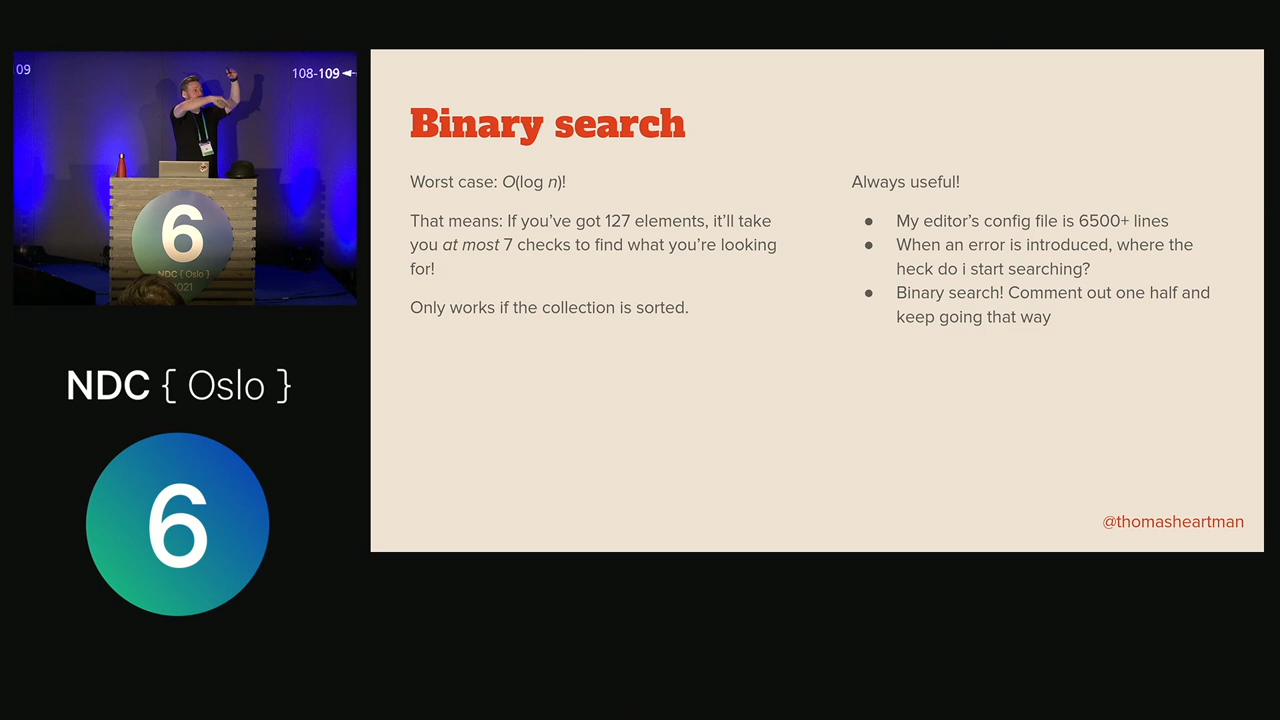 09
108-109
6
NDC { Oslo }
2021
NDC { Oslo }
6
Binary search
Worst case: O(log n)!
That means: If you’ve got 127 elements, it’ll take
you at most 7 checks to find what you’re looking
for!
Only works if the collection is sorted.
Always useful!
● My editor’s config file is 6500+ lines
● When an error is introduced, where the
heck do i start searching?
● Binary search! Comment out one half and
keep going that way
@thomasheartman